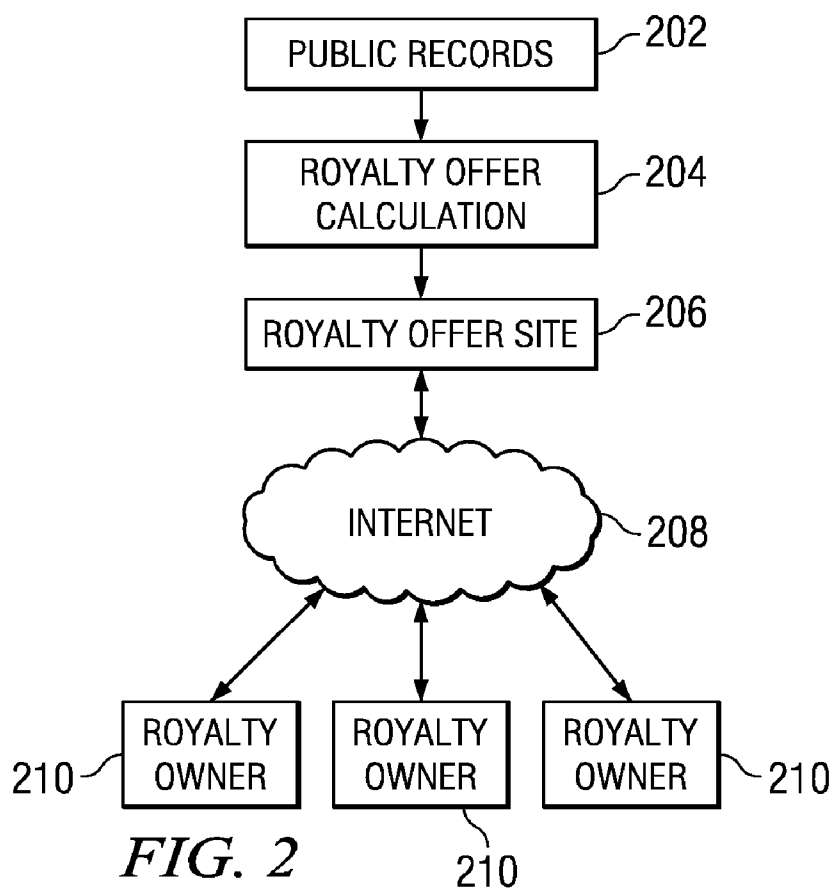 PUBLIC RECORDS
202
ROYALTY OFFER
CALCULATION
204
ROYALTY OFFER SITE
206
INTERNET
208
ROYALTY
OWNER
210
ROYALTY
OWNER
210
ROYALTY
OWNER
210
FIG. 2